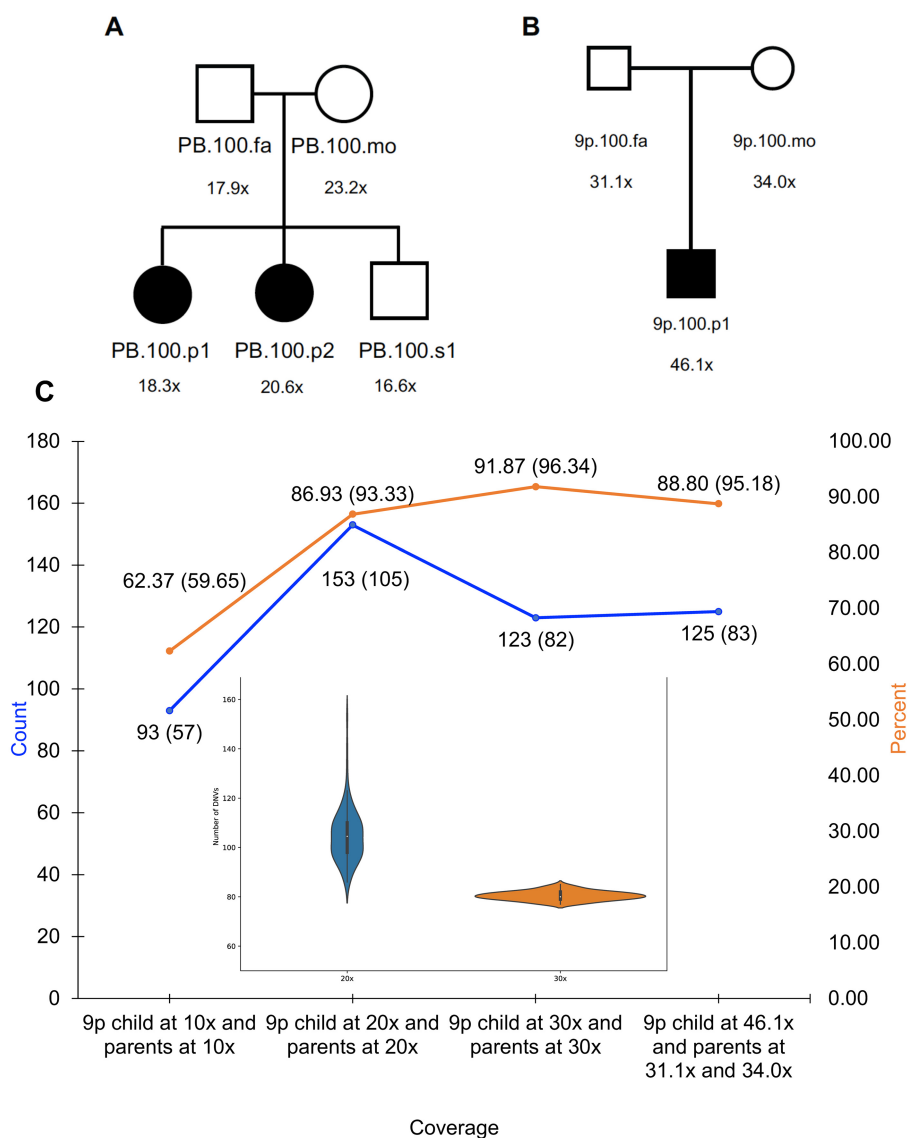 A
B
PB.100.fa
PB.100.mo
17.9x
23.2x
9p.100.fa
9p.100.mo
31.1x
34.0x
PB.100.p1
PB.100.p2
PB.100.s1
18.3x
20.6x
16.6x
9p.100.p1
46.1x
C
180
160
140
120
100
80
60
40
20
0
Count
100.00
90.00
80.00
70.00
60.00
50.00
40.00
30.00
20.00
10.00
0.00
Percent
62.37 (59.65)
86.93 (93.33)
91.87 (96.34)
88.80 (95.18)
93 (57)
153 (105)
123 (82)
125 (83)
Number of DNVs
160
140
120
100
80
60
20x
30x
9p child at 10x and
parents at 10x
9p child at 20x and
parents at 20x
9p child at 30x and
parents at 30x
9p child at 46.1x
and parents at
31.1x and 34.0x
Coverage